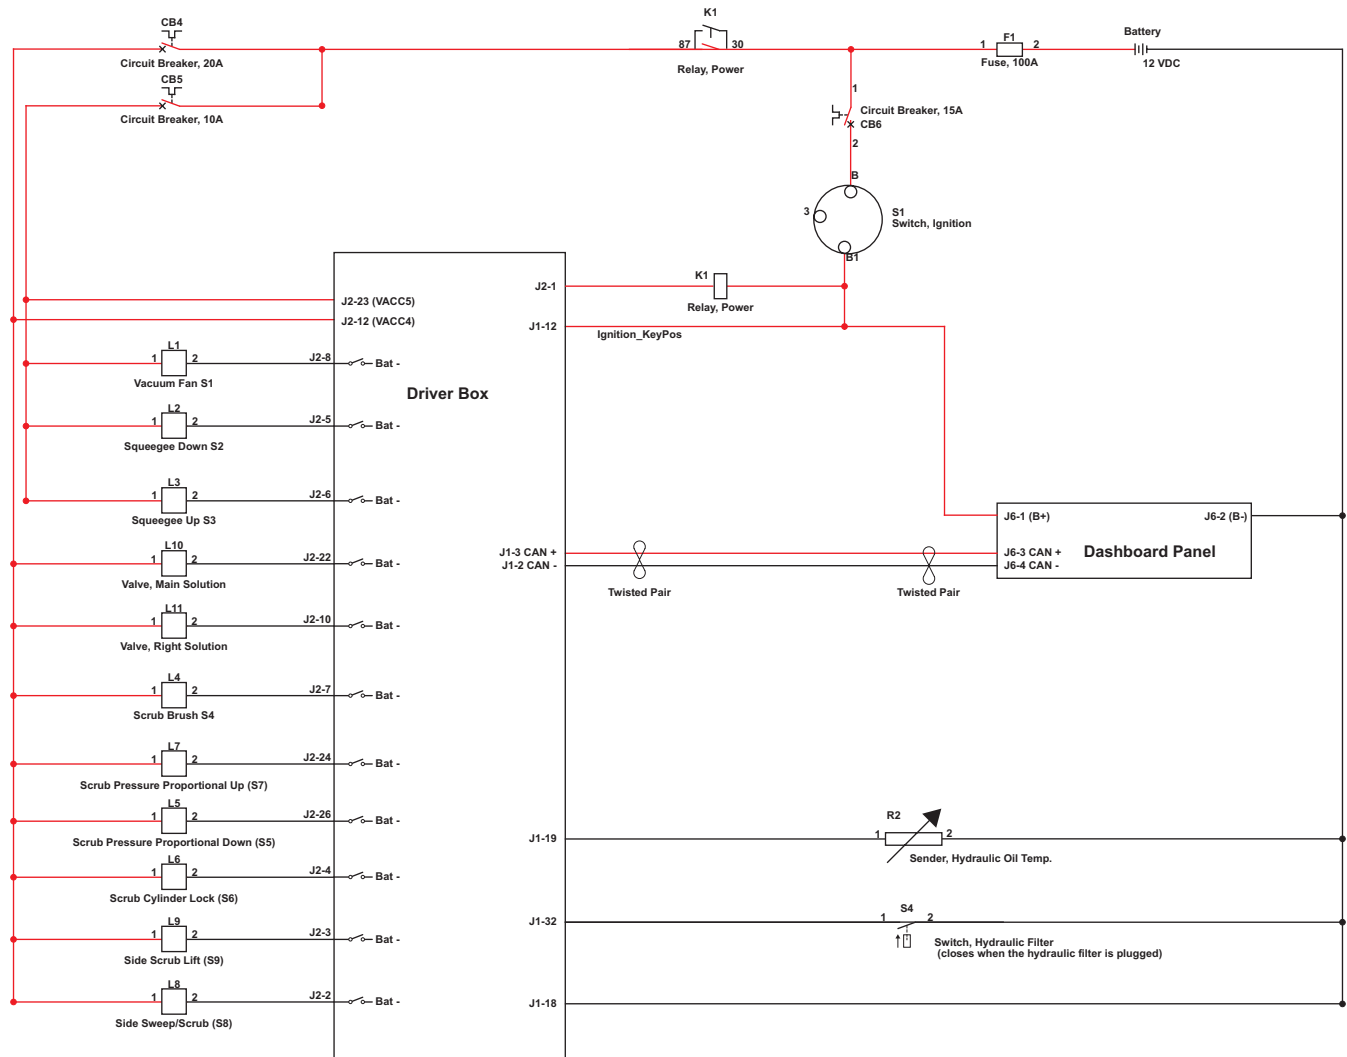 CB4
Circuit Breaker, 20A
CB5
Circuit Breaker, 10A
K1
87 30
Relay, Power
1 F1 2
Fuse, 100A
Battery
12 VDC
1
Circuit Breaker, 15A
CB6
2
B
3
S1
Switch, Ignition
B1
K1
Relay, Power
J2-1
J1-12
Ignition_KeyPos
J2-23 (VACC5)
J2-12 (VACC4)
Driver Box
1 L1 2 J2-8 Bat -
Vacuum Fan S1
1 L2 2 J2-5 Bat -
Squeegee Down S2
1 L3 2 J2-6 Bat -
Squeegee Up S3
1 L10 2 J2-22 Bat -
Valve, Main Solution
1 L11 2 J2-10 Bat -
Valve, Right Solution
1 L4 2 J2-7 Bat -
Scrub Brush S4
1 L7 2 J2-24 Bat -
Scrub Pressure Proportional Up (S7)
1 L5 2 J2-26 Bat -
Scrub Pressure Proportional Down (S5)
1 L6 2 J2-4 Bat -
Scrub Cylinder Lock (S6)
1 L9 2 J2-3 Bat -
Side Scrub Lift (S9)
1 L8 2 J2-2 Bat -
Side Sweep/Scrub (S8)
J1-3 CAN +
J1-2 CAN -
Twisted Pair
Twisted Pair
J6-1 (B+)
J6-2 (B-)
J6-3 CAN +
J6-4 CAN -
Dashboard Panel
J1-19
R2
1 2
Sender, Hydraulic Oil Temp.
J1-32
S4
1 2
Switch, Hydraulic Filter
(closes when the hydraulic filter is plugged)
J1-18